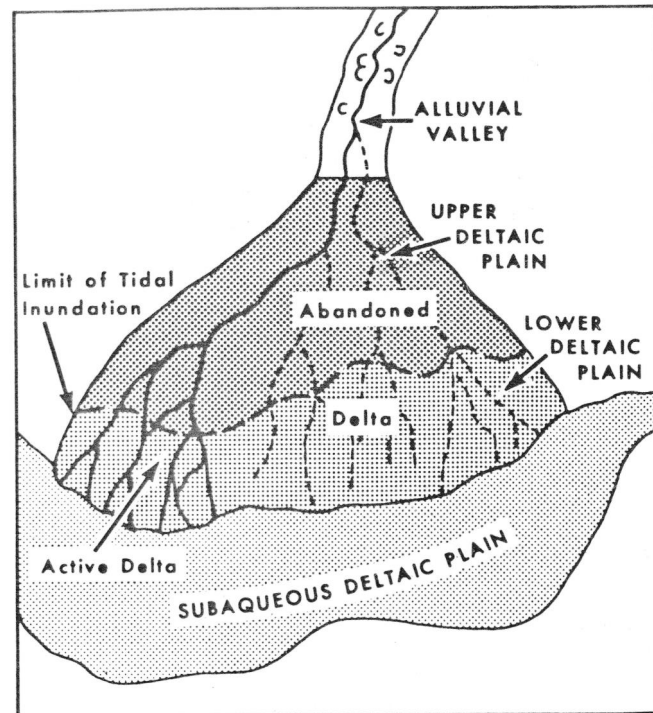 ALLUVIAL
VALLEY
UPPER
DELTAIC
PLAIN
Limit of Tidal
Inundation
Abandoned
LOWER
DELTAIC
PLAIN
Delta
Active Delta
SUBAQUEOUS DELTAIC PLAIN